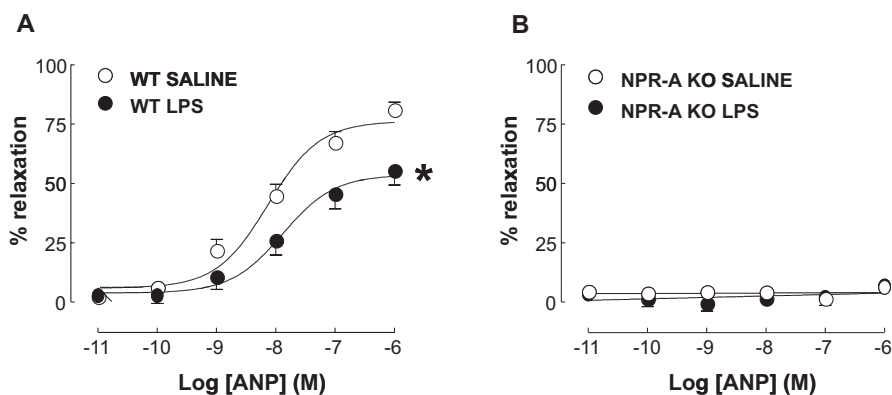 A
B
100
75
50
25
0
% relaxation
WT SALINE
WT LPS
*
-11 -10 -9 -8 -7 -6
Log [ANP] (M)
100
75
50
25
0
% relaxation
NPR-A KO SALINE
NPR-A KO LPS
-11 -10 -9 -8 -7 -6
Log [ANP] (M)